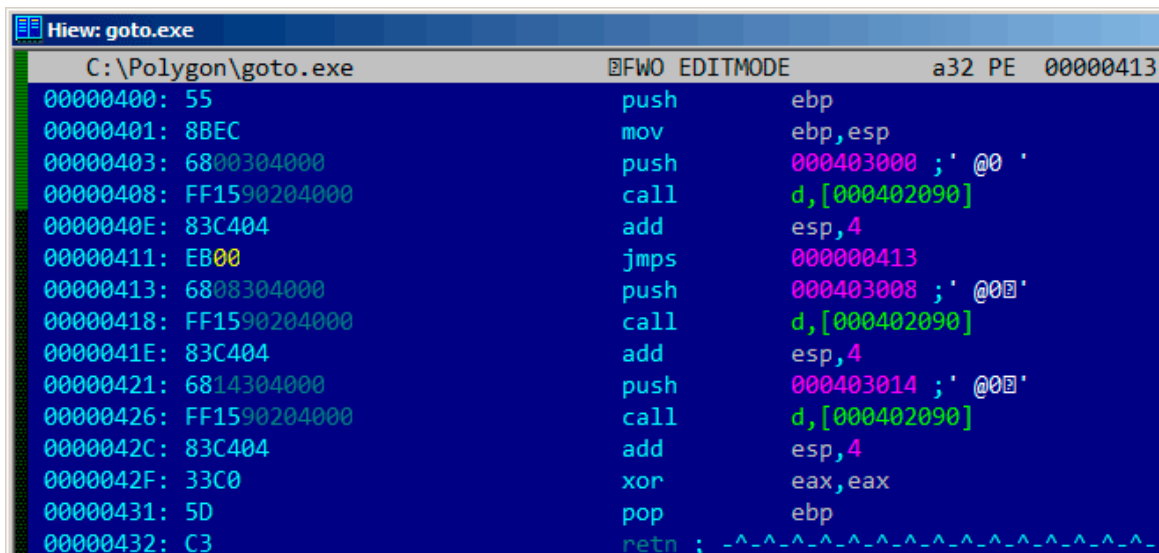 Hiew: goto.exe
C:\Polygon\goto.exe FWO EDITMODE a32 PE 00000413
00000400: 55 push ebp
00000401: 8BEC mov ebp,esp
00000403: 6800304000 push 000403000 ;' @0 '
00000408: FF1590204000 call d,[000402090]
0000040E: 83C404 add esp,4
00000411: EB00 jmps 000000413
00000413: 6808304000 push 000403008 ;' @0'
00000418: FF1590204000 call d,[000402090]
0000041E: 83C404 add esp,4
00000421: 6814304000 push 000403014 ;' @0'
00000426: FF1590204000 call d,[000402090]
0000042C: 83C404 add esp,4
0000042F: 33C0 xor eax,eax
00000431: 5D pop ebp
00000432: C3 retn ; -^-^-^-^-^-^-^-^-^-^-^-^-^-